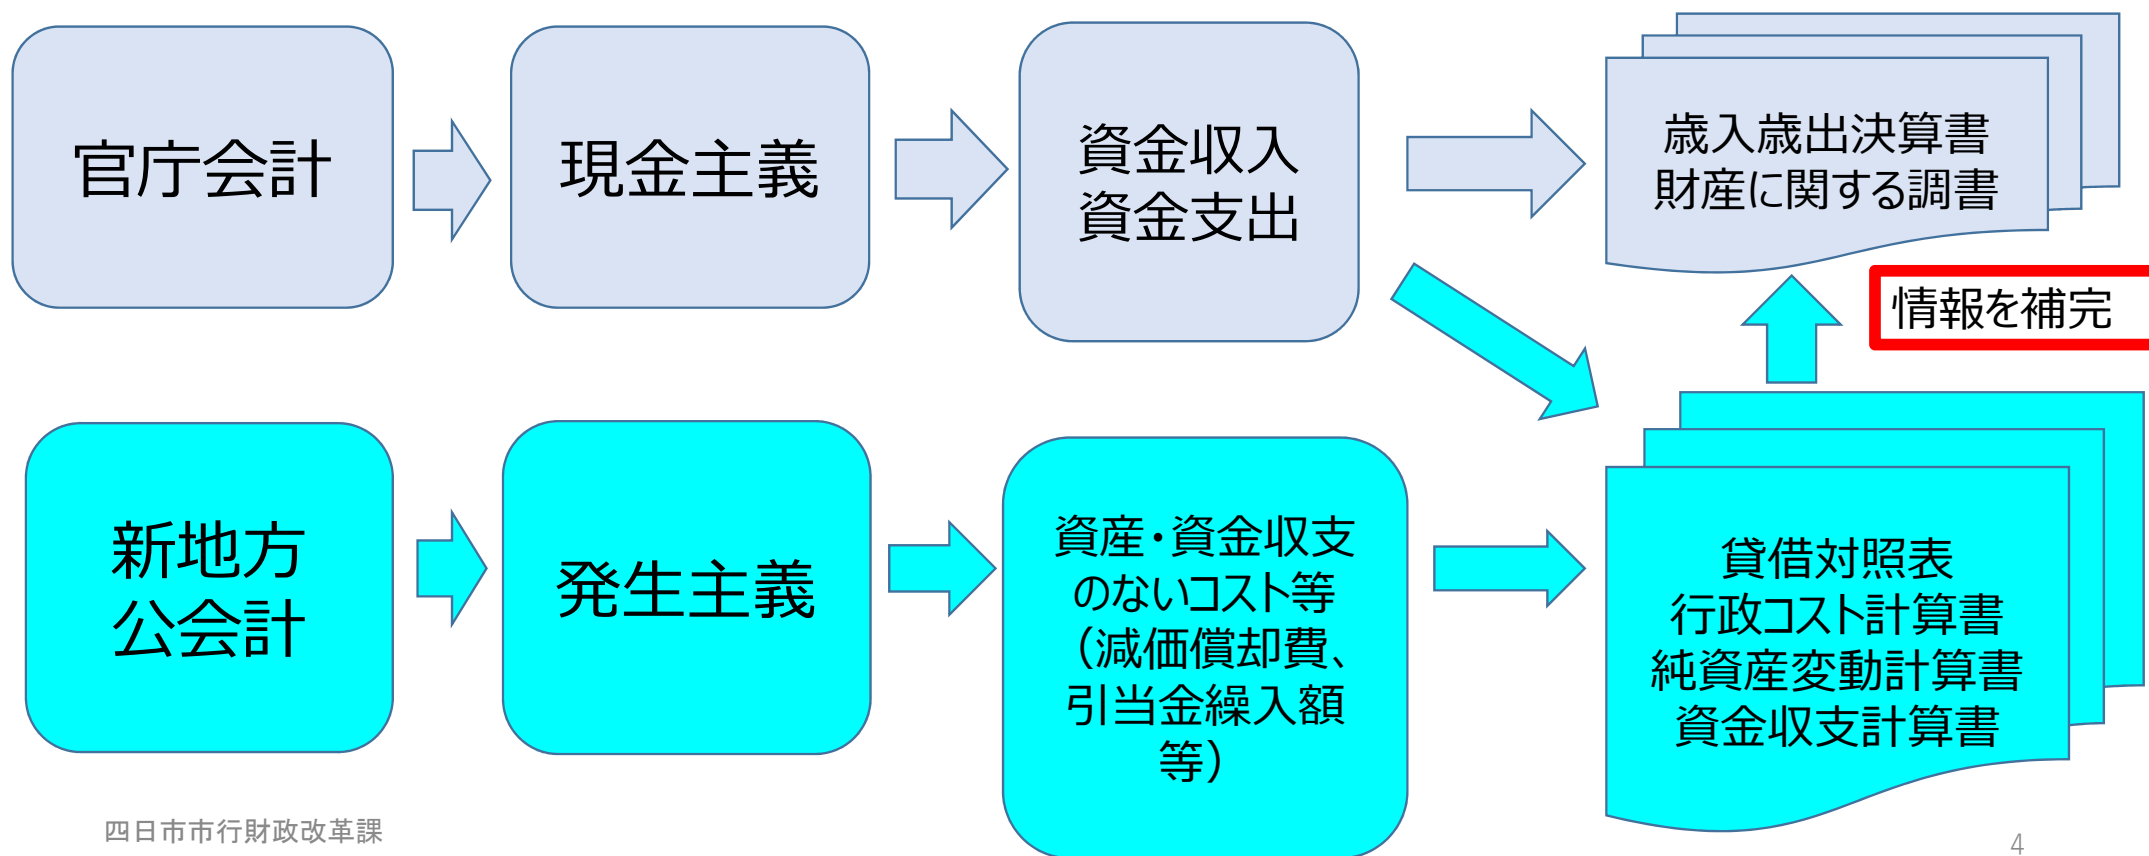 官庁会計
現金主義
資金収入
資金支出
歳入歳出決算書
財産に関する調書
情報を補完
新地方
公会計
発生主義
資産・資金収支
のないコスト等
（減価償却費、
引当金繰入額
等）
貸借対照表
行政コスト計算書
純資産変動計算書
資金収支計算書
四日市市行財政改革課
4